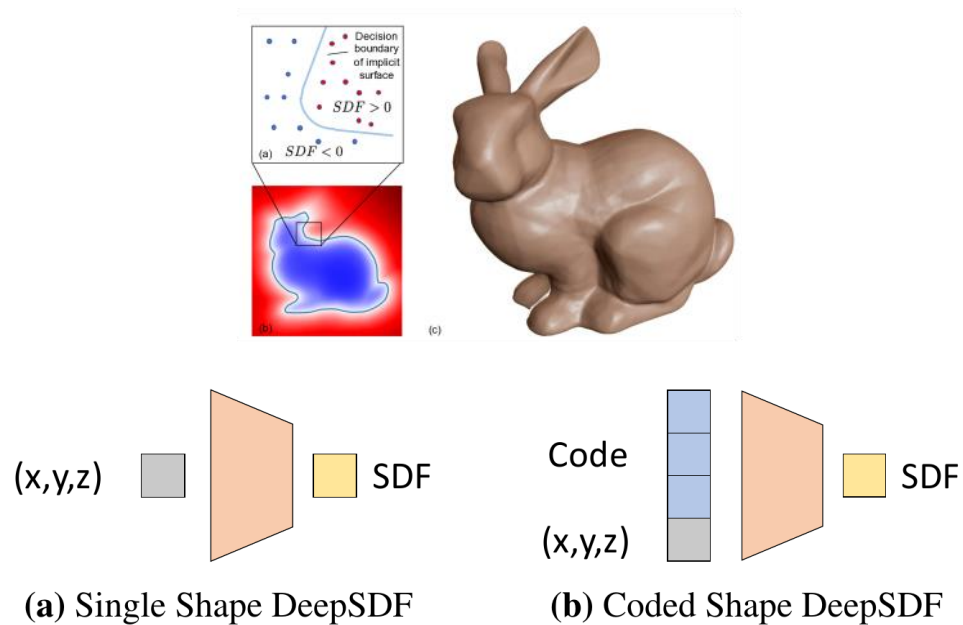 Decision
boundary
of implicit
surface
SDF > 0
(a)
SDF < 0
(b)
(c)
(x,y,z)
SDF
Code
(x,y,z)
SDF
(a) Single Shape DeepSDF
(b) Coded Shape DeepSDF